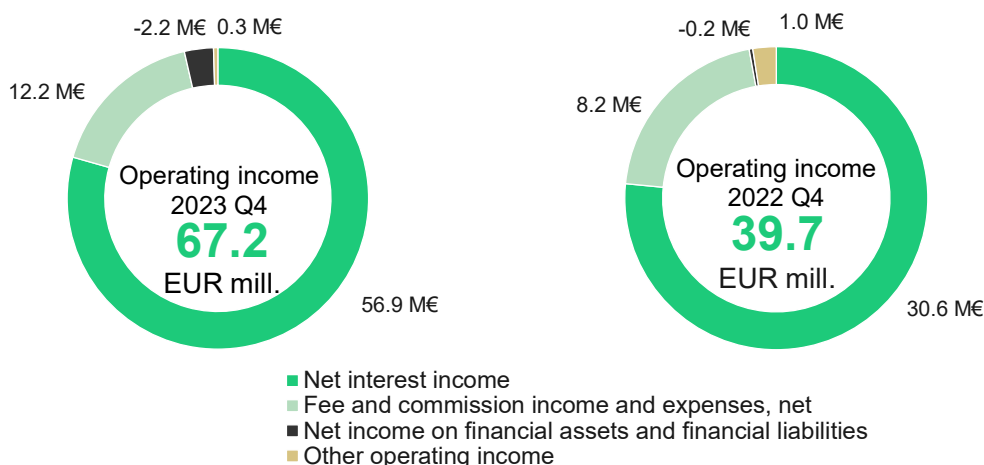 -2.2 M€ 0.3 M€
12.2 M€
Operating income
2023 Q4
67.2
EUR mill.
56.9 M€
-0.2 M€ 1.0 M€
8.2 M€
Operating income
2022 Q4
39.7
EUR mill.
30.6 M€
Net interest income
Fee and commission income and expenses, net
Net income on financial assets and financial liabilities
Other operating income